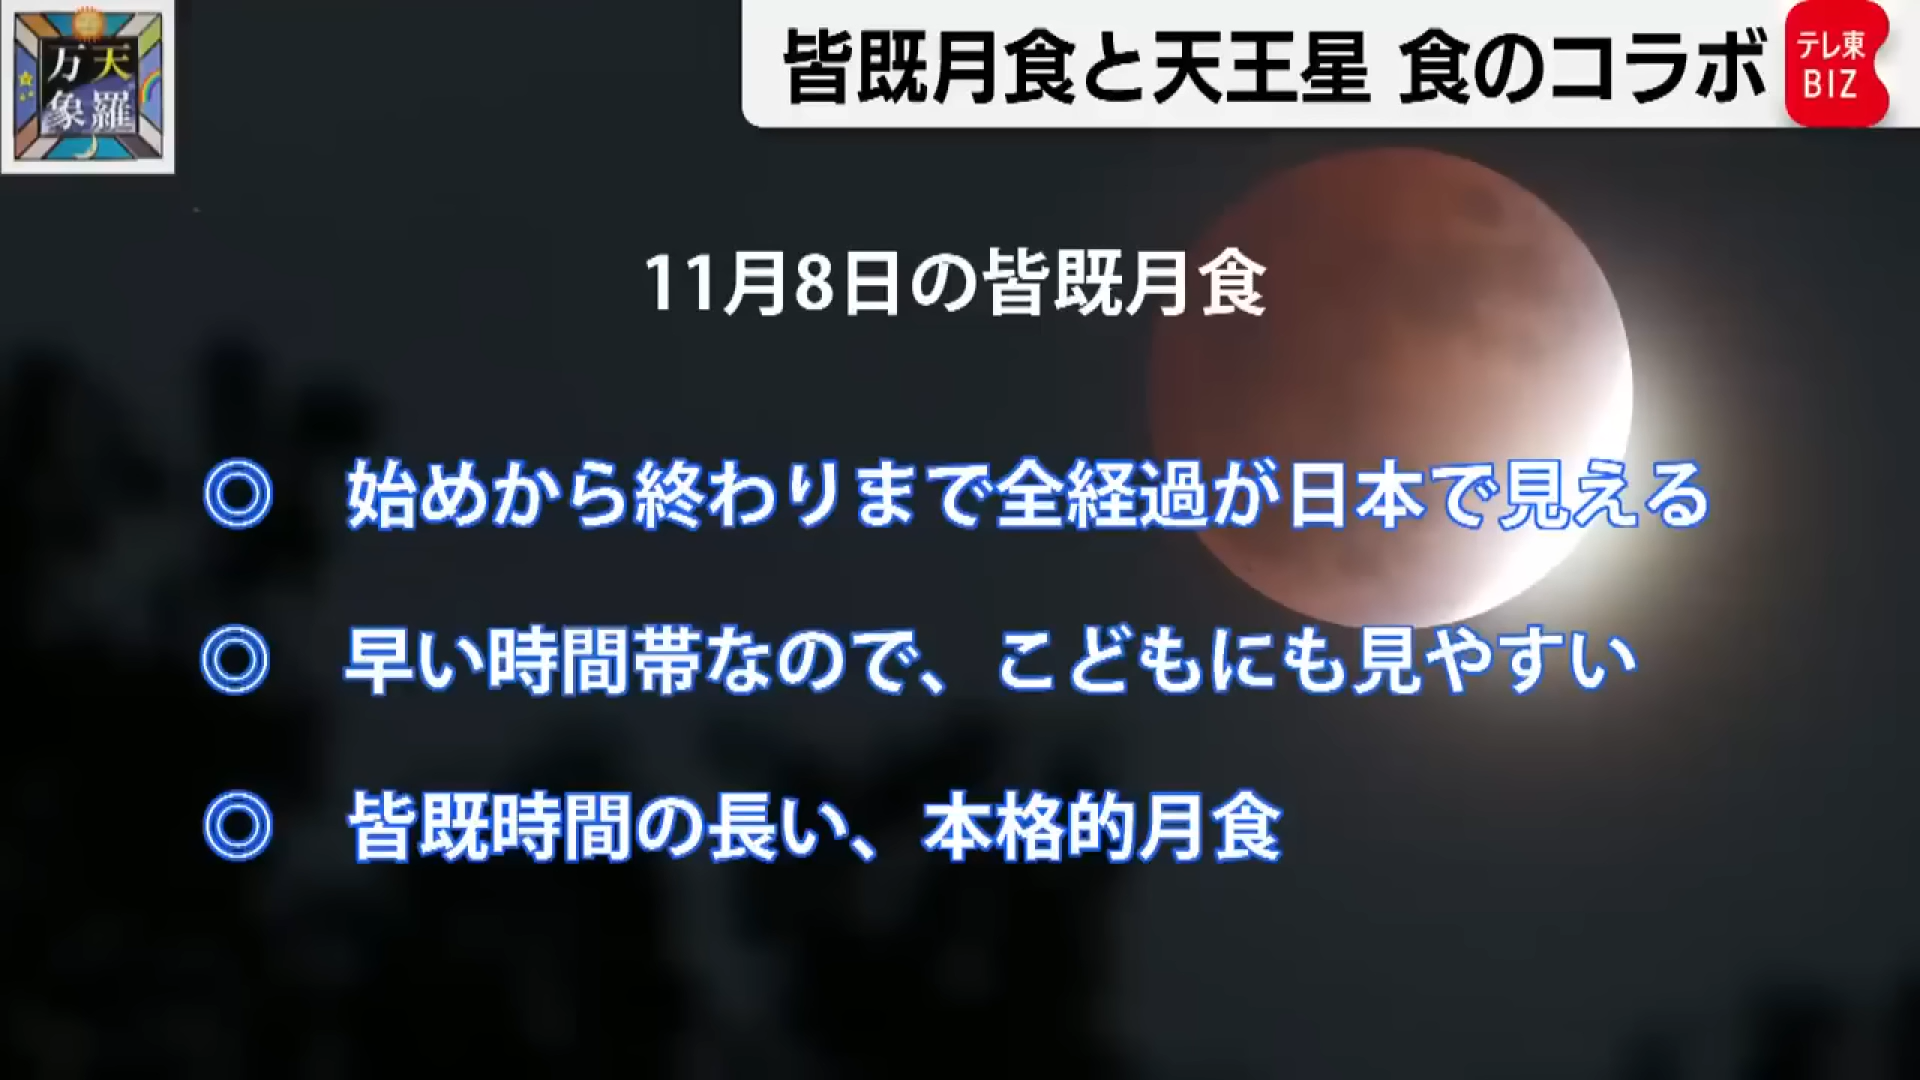 天羅
万象
皆既月食と天王星 食のコラボ
テレ東
BIZ
11月8日の皆既月食
◎ 始めから終わりまで全経過が日本で見える
◎ 早い時間帯なので、こどもにも見やすい
◎ 皆既時間の長い、本格的月食